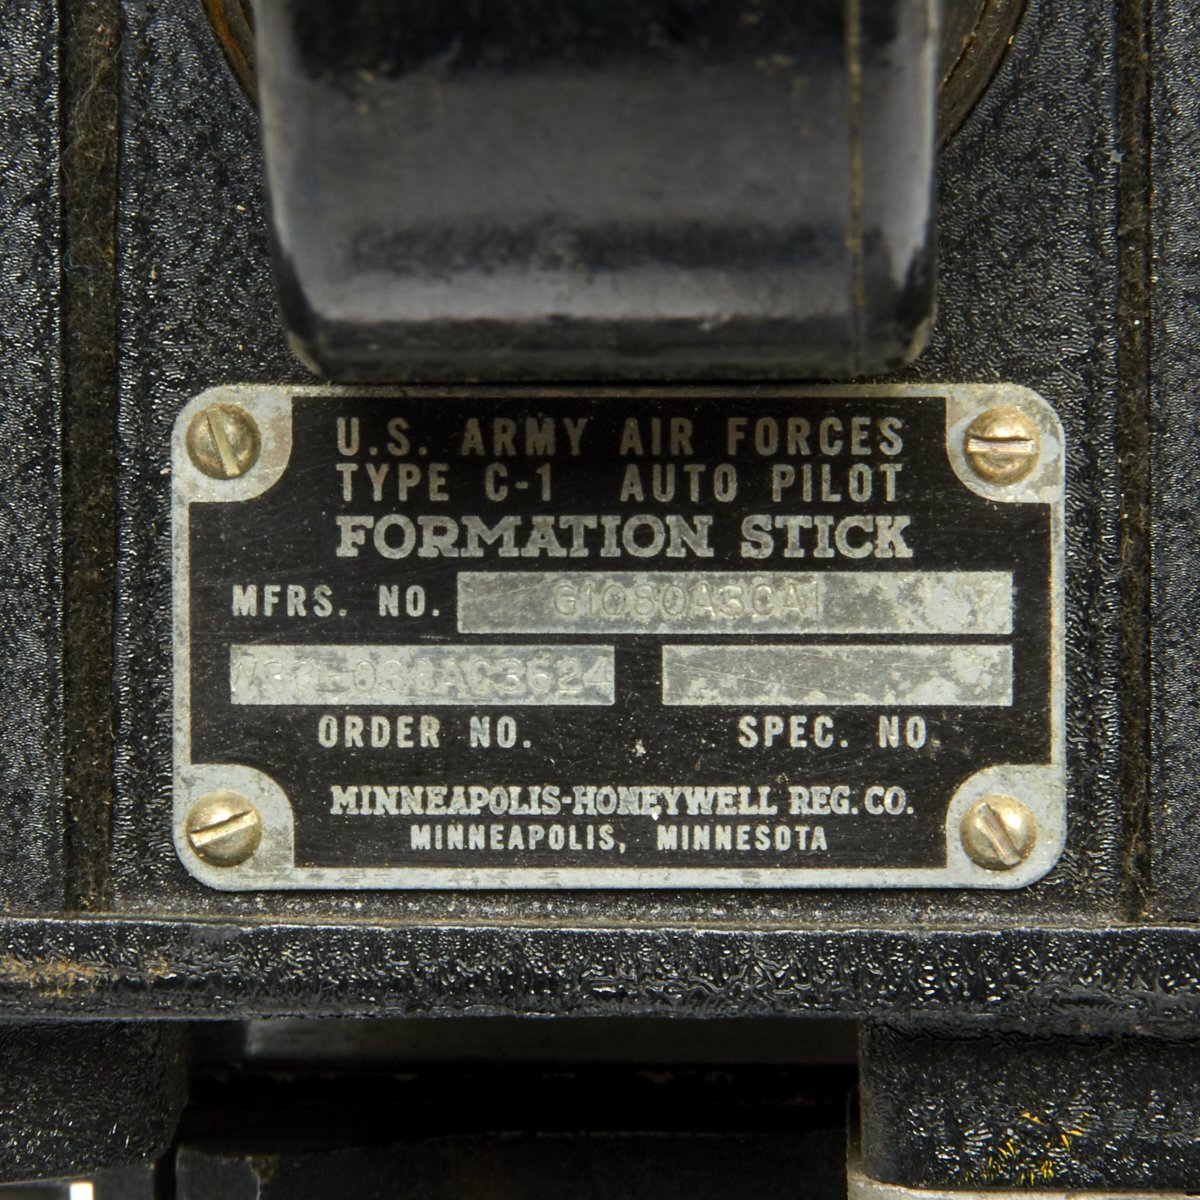 U.S. ARMY AIR FORCES
TYPE C-1 AUTO PILOT
FORMATION STICK
MFRS. NO. G1080A3CA1
ORDER NO. SPEC. NO.
MINNEAPOLIS-HONEYWELL REG. CO.
MINNEAPOLIS, MINNESOTA